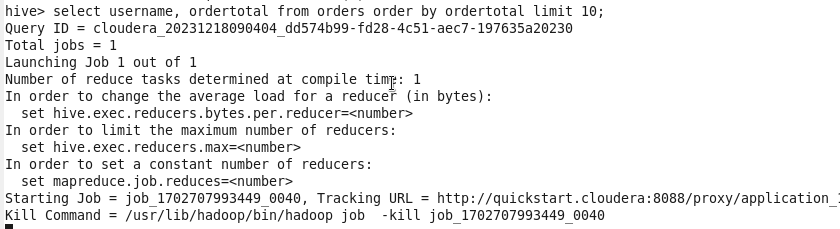 hive> select username, ordertotal from orders order by ordertotal limit 10;
Query ID = cloudera_20231218090404_dd574b99-fd28-4c51-aec7-197635a20230
Total jobs = 1
Launching Job 1 out of 1
Number of reduce tasks determined at compile time: 1
In order to change the average load for a reducer (in bytes):
  set hive.exec.reducers.bytes.per.reducer=<number>
In order to limit the maximum number of reducers:
  set hive.exec.reducers.max=<number>
In order to set a constant number of reducers:
  set mapreduce.job.reduces=<number>
Starting Job = job_1702707993449_0040, Tracking URL = http://quickstart.cloudera:8088/proxy/application_
Kill Command = /usr/lib/hadoop/bin/hadoop job  -kill job_1702707993449_0040